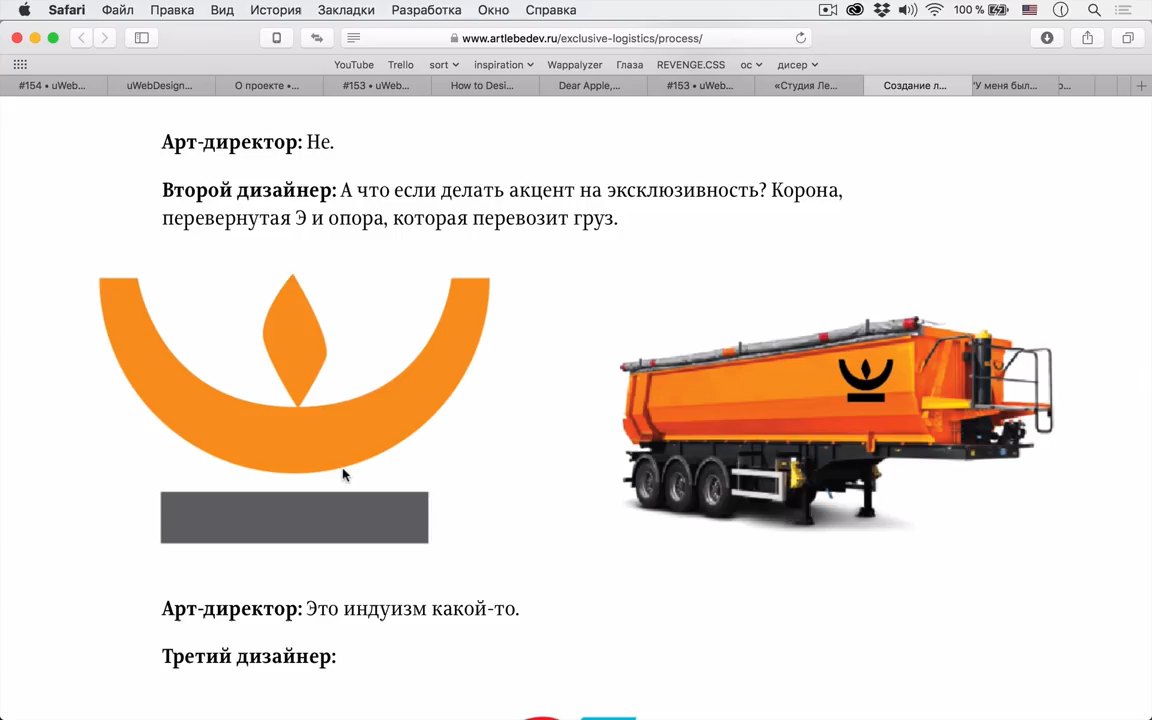 Safari Файл Правка Вид История Закладки Разработка Окно Справка 100 %
www.artlebedev.ru/exclusive-logistics/process/
YouTube Trello sort inspiration Wappalyzer Глаза REVENGE.CSS ос дисер
#154 • uWeb... uWebDesign... О проекте •... #153 • uWeb... How to Desi... Dear Apple,... #153 • uWeb... «Студия Ле... Создание л... "У меня был...
Арт-директор: Не.
Второй дизайнер: А что если делать акцент на эксклюзивность? Корона,
перевернутая Э и опора, которая перевозит груз.
Арт-директор: Это индуизм какой-то.
Третий дизайнер: